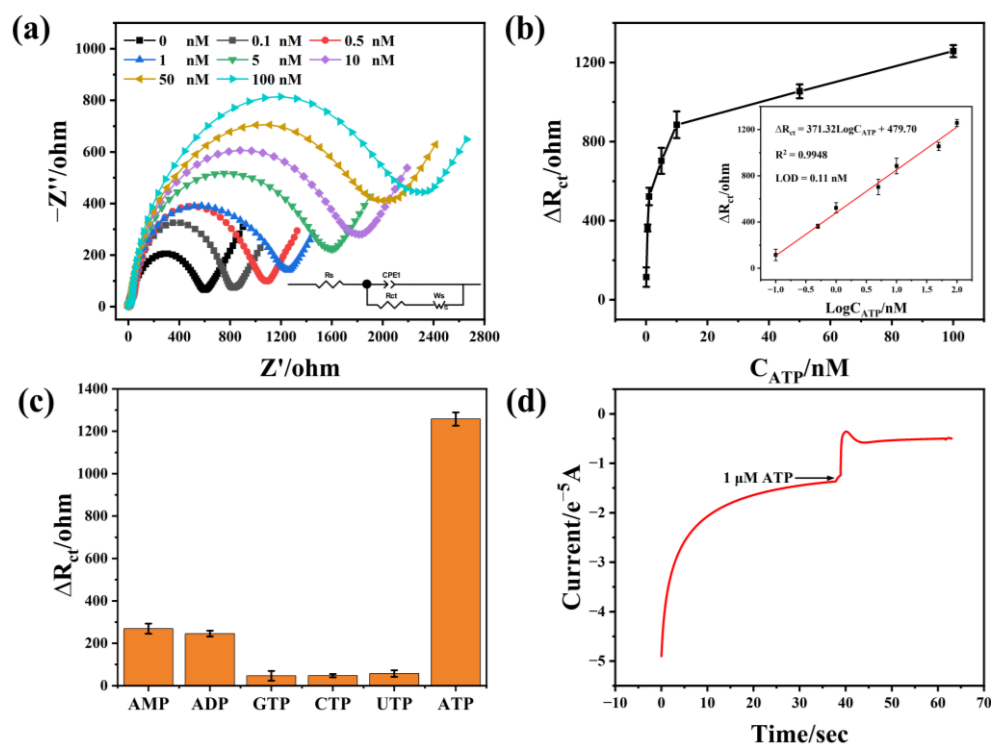 (a)
0 nM 0.1 nM 0.5 nM
1 nM 5 nM 10 nM
50 nM 100 nM
1000
800
600
400
200
0
−Z''/ohm
0 400 800 1200 1600 2000 2400 2800
Z'/ohm
Rs CPE1
Rct Ws
(b)
1200
800
400
0
ΔRct/ohm
0 20 40 60 80 100
CATP/nM
ΔRct = 371.32LogCATP + 479.70
R² = 0.9948
LOD = 0.11 nM
1200
900
600
300
0
ΔRct/ohm
−1.0 −0.5 0.0 0.5 1.0 1.5 2.0
LogCATP/nM
(c)
1400
1200
1000
800
600
400
200
0
ΔRct/ohm
AMP ADP GTP CTP UTP ATP
(d)
0
−1
−2
−3
−4
−5
Current/e⁻⁵A
1 μM ATP
−10 0 10 20 30 40 50 60 70
Time/sec